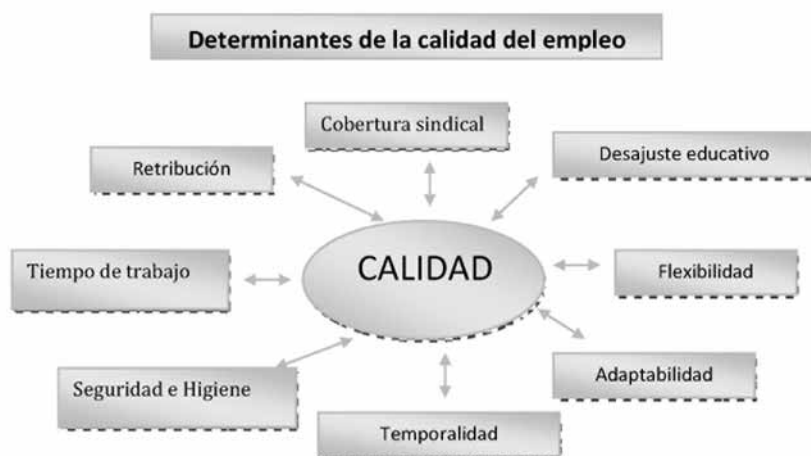 Determinantes de la calidad del empleo
Cobertura sindical
Desajuste educativo
Retribución
CALIDAD
Tiempo de trabajo
Flexibilidad
Adaptabilidad
Seguridad e Higiene
Temporalidad